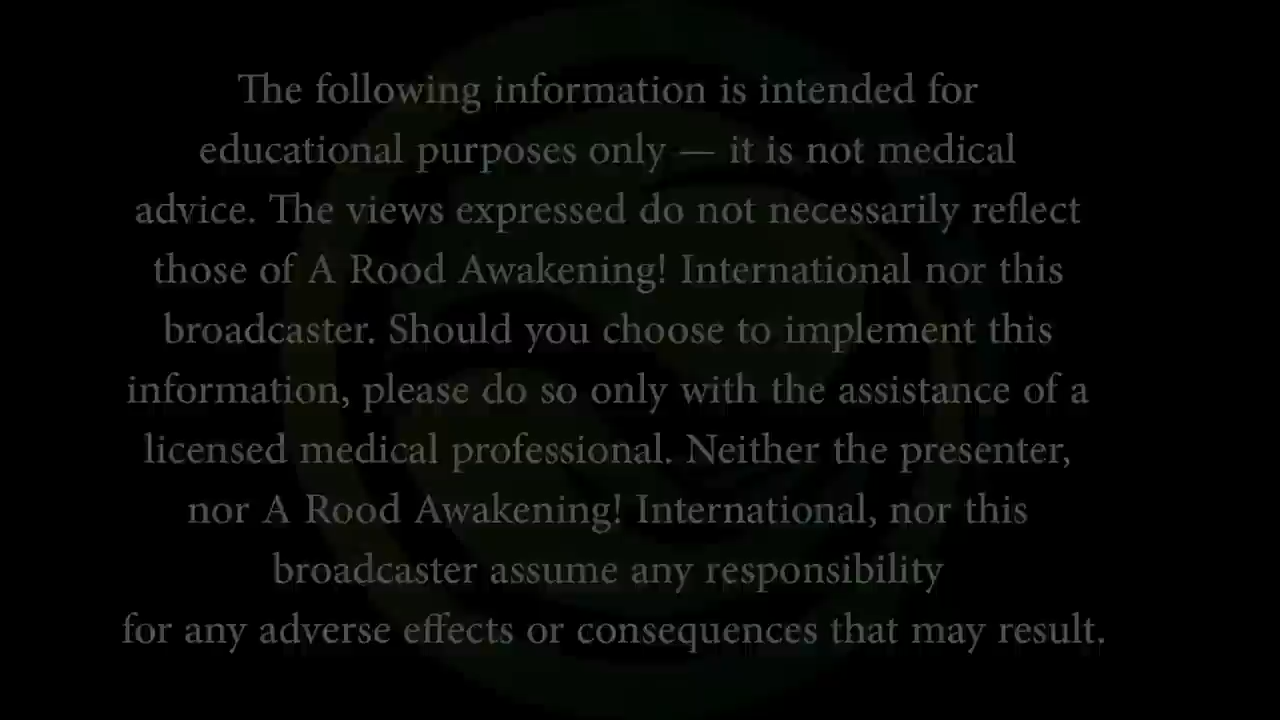 The following information is intended for
educational purposes only — it is not medical
advice. The views expressed do not necessarily reflect
those of A Rood Awakening! International nor this
broadcaster. Should you choose to implement this
information, please do so only with the assistance of a
licensed medical professional. Neither the presenter,
nor A Rood Awakening! International, nor this
broadcaster assume any responsibility
for any adverse effects or consequences that may result.